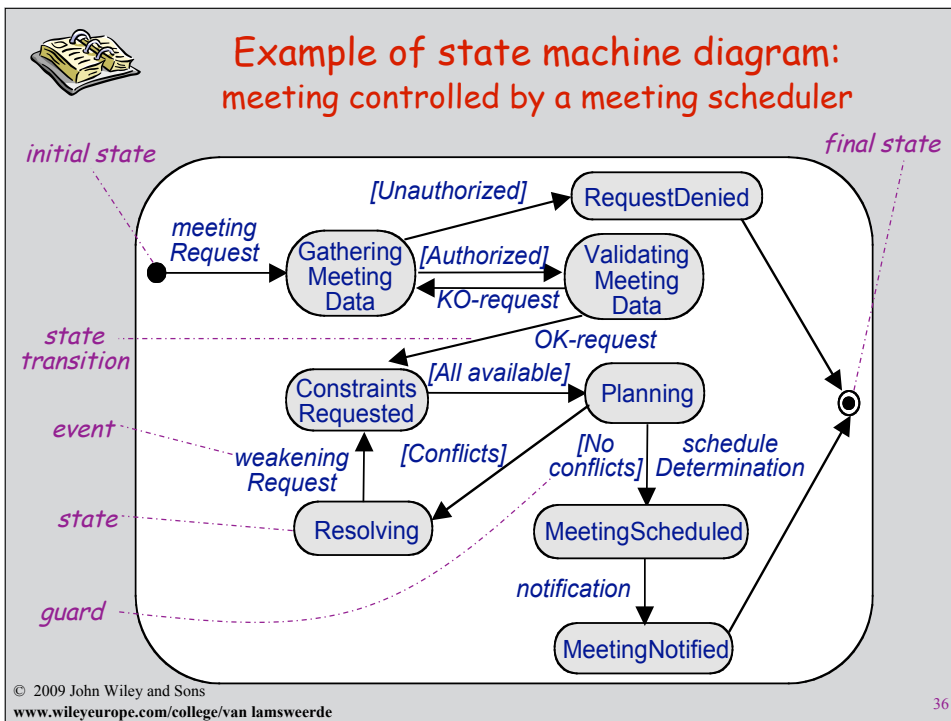 Example of state machine diagram:
meeting controlled by a meeting scheduler
initial state
final state
[Unauthorized]
RequestDenied
meeting
Request
Gathering
Meeting
Data
[Authorized]
KO-request
Validating
Meeting
Data
state
transition
OK-request
Constraints
Requested
[All available]
Planning
event
weakening
Request
[Conflicts]
[No
conflicts]
schedule
Determination
state
Resolving
MeetingScheduled
notification
guard
MeetingNotified
© 2009 John Wiley and Sons
www.wileyeurope.com/college/van lamsweerde
36